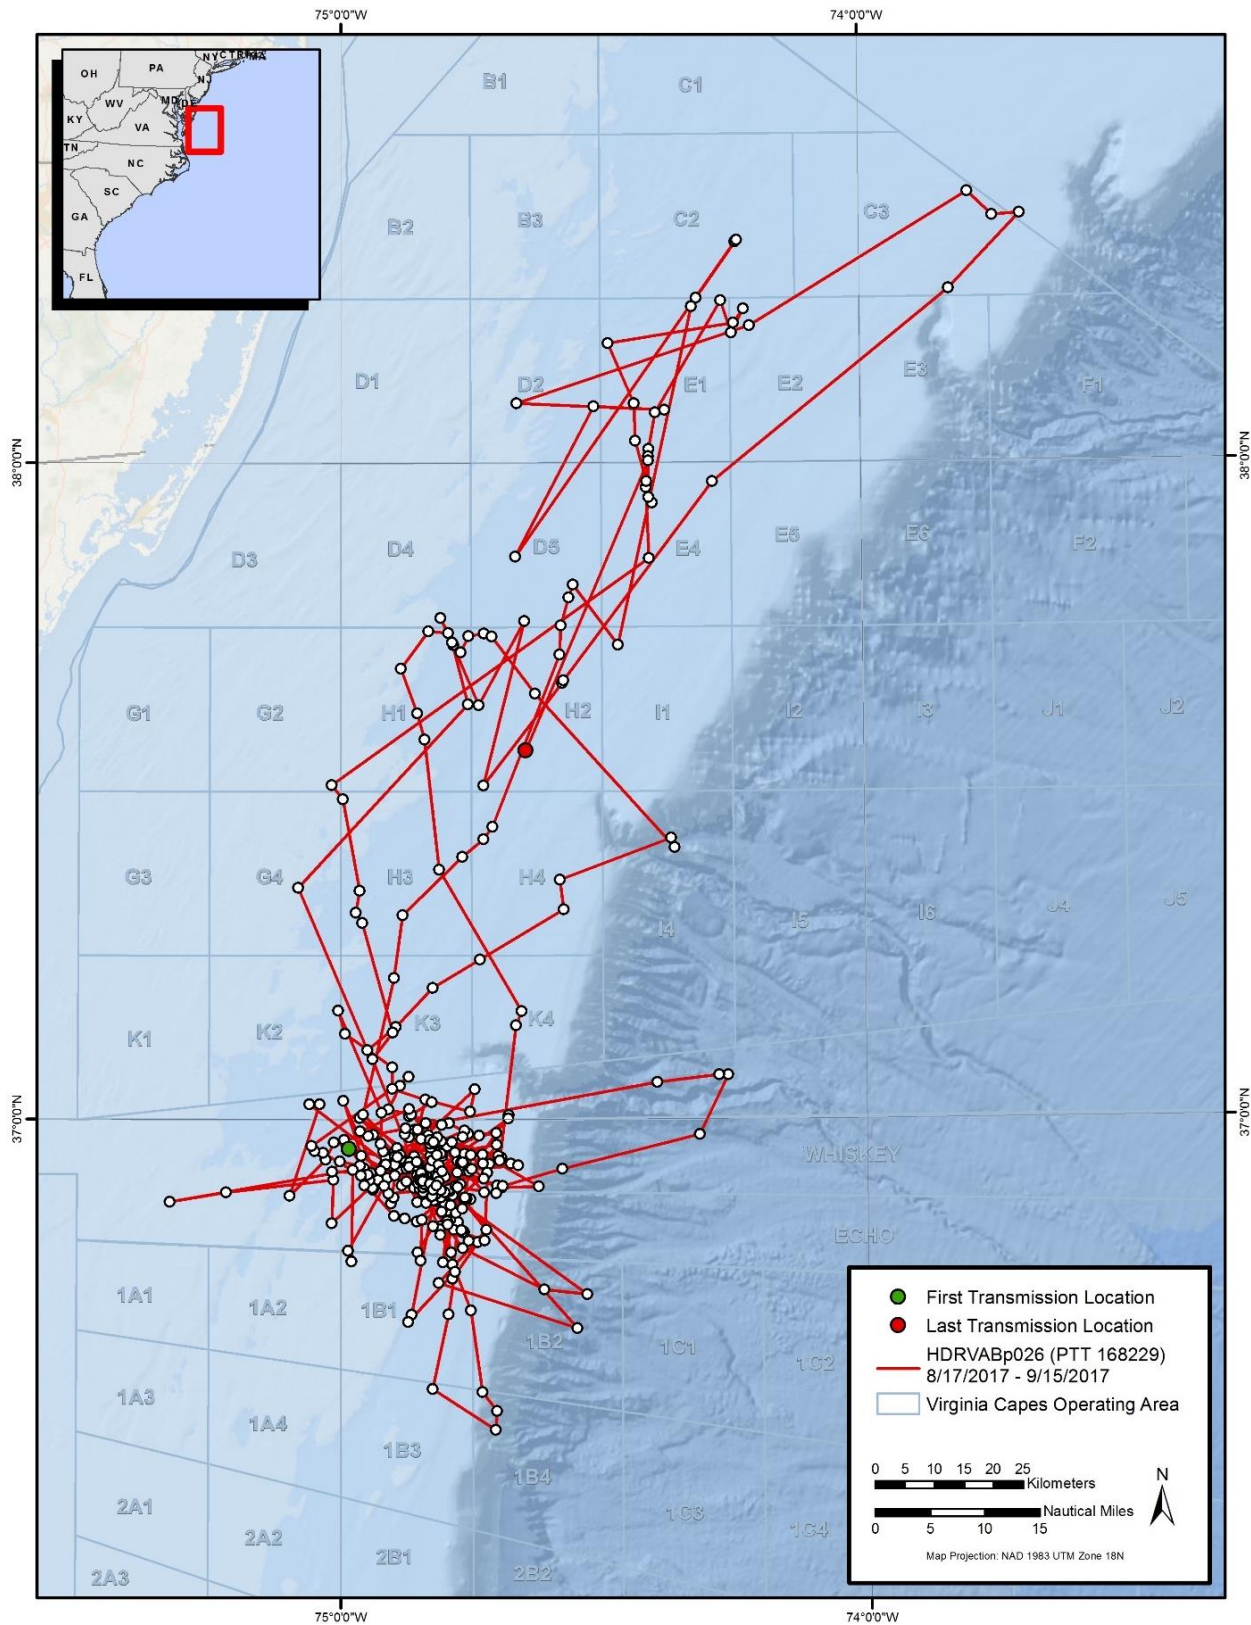 75°0'0"W 74°0'0"W
OH PA NY CT RI MA
N.
WV MD DE
KY VA
TN
NC
SC
GA
FL
B1 C1
B2 B3 C2 C3
D1 D2 E1 E2 E3 F1
38°0'0"N 38°0'0"N
D3 D4 D5 E4 E5 E6 F2
G1 G2 H1 H2 I1 I2 I3 J1 J2
G3 G4 H3 H4 I4 I5 I6 J4 J5
K1 K2 K3 K4
37°0'0"N 37°0'0"N
WHISKEY
ECHO
1A1 1A2 1B1 1B2 1C1 1C2
1A3 1A4 1B3 1B4
2A1 2A2 2B1 1C3 1C4
2A3 2B2
First Transmission Location
Last Transmission Location
HDRVABp026 (PTT 168229)
8/17/2017 - 9/15/2017
Virginia Capes Operating Area
0 5 10 15 20 25
Kilometers
Nautical Miles
0 5 10 15
N
Map Projection: NAD 1983 UTM Zone 18N
75°0'0"W 74°0'0"W